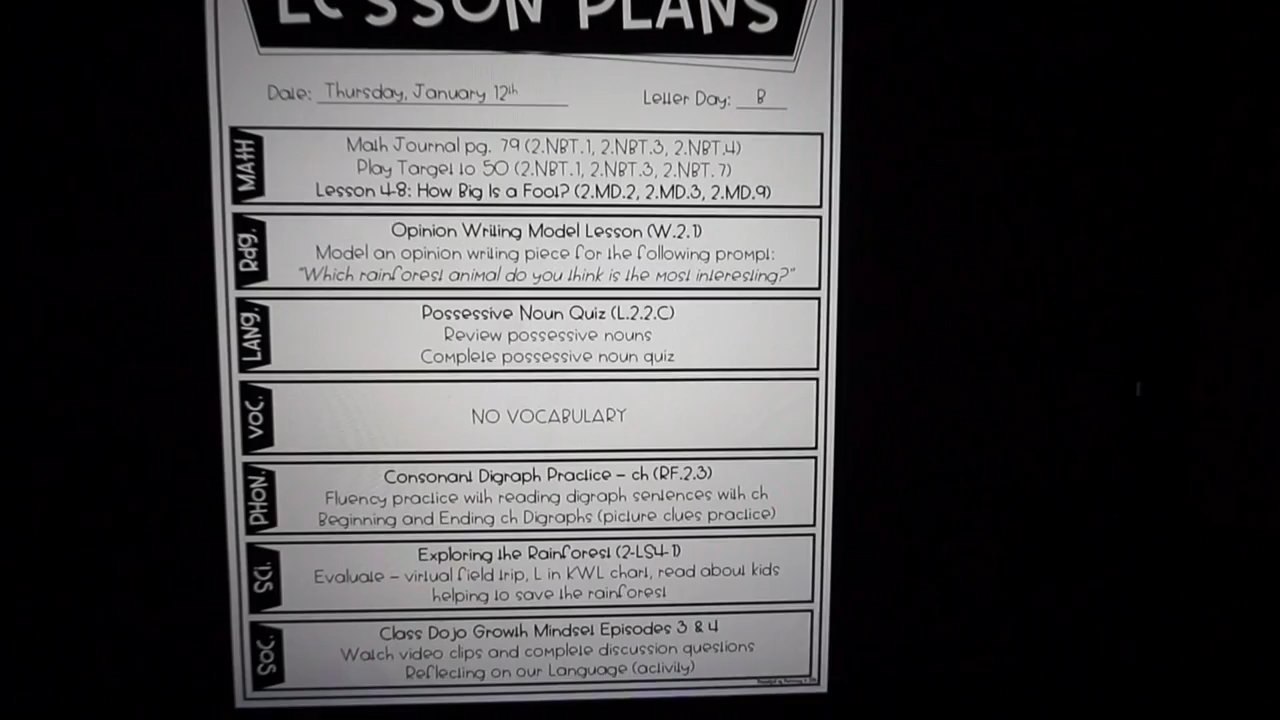 LESSON PLANS
Date: Thursday, January 12th
Letter Day: B
MATH
Math Journal pg. 79 (2.NBT.1, 2.NBT.3, 2.NBT.4)
Play Target to 50 (2.NBT.1, 2.NBT.3, 2.NBT.7)
Lesson 4-8: How Big Is a Foot? (2.MD.2, 2.MD.3, 2.MD.9)
Rdg.
Opinion Writing Model Lesson (W.2.1)
Model an opinion writing piece for the following prompt:
"Which rainforest animal do you think is the most interesting?"
LANG.
Possessive Noun Quiz (L.2.2.C)
Review possessive nouns
Complete possessive noun quiz
VOC.
NO VOCABULARY
PHON.
Consonant Digraph Practice – ch (RF.2.3)
Fluency practice with reading digraph sentences with ch
Beginning and Ending ch Digraphs (picture clues practice)
SCI.
Exploring the Rainforest (2-LS4-1)
Evaluate – virtual field trip, L in KWL chart, read about kids
helping to save the rainforest
SOC.
Class Dojo Growth Mindset Episodes 3 & 4
Watch video clips and complete discussion questions
Reflecting on our Language (activity)